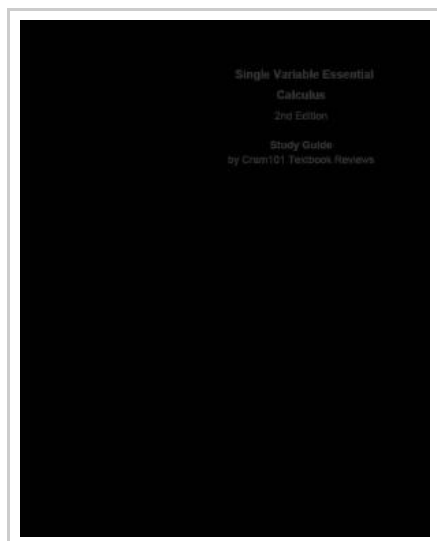 Single Variable Essential
Calculus
2nd Edition
Study Guide
by Cram101 Textbook Reviews